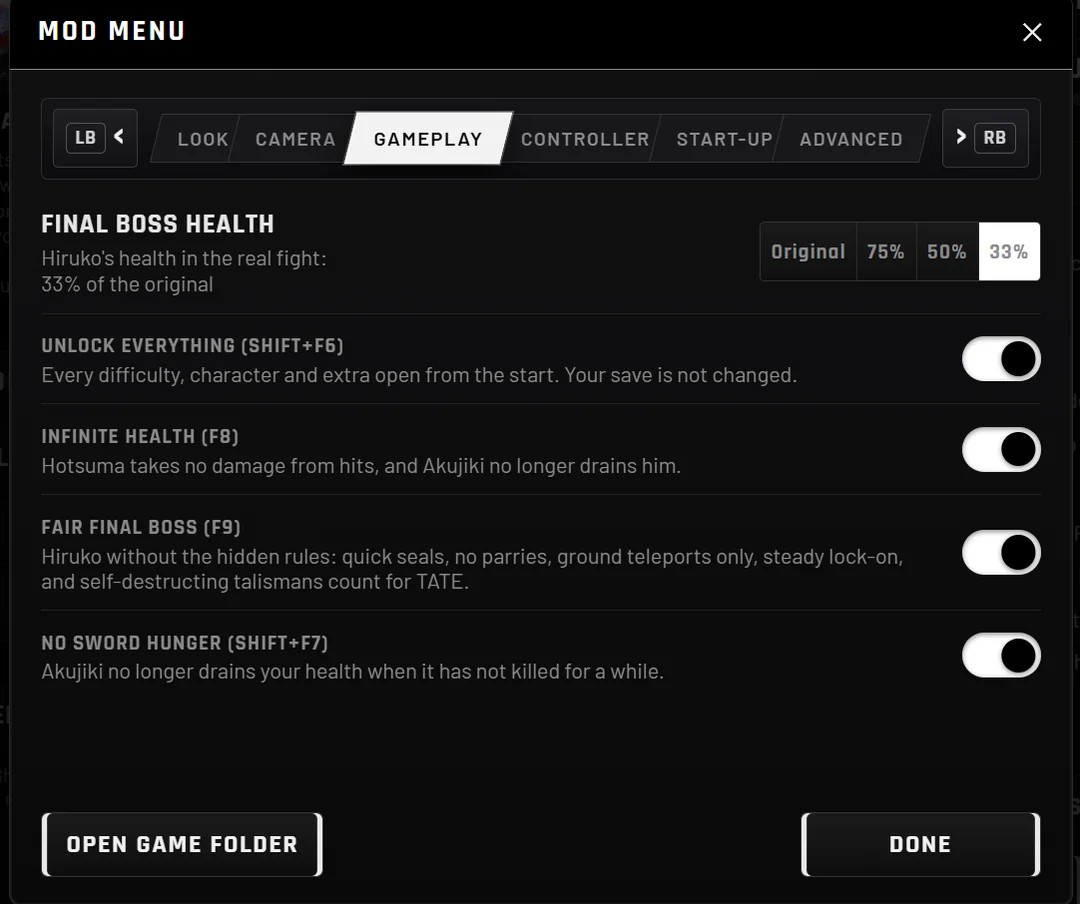 MOD MENU
LB
LOOK
CAMERA
GAMEPLAY
CONTROLLER
START-UP
ADVANCED
RB
FINAL BOSS HEALTH
Hiruko's health in the real fight:
33% of the original
Original
75%
50%
33%
UNLOCK EVERYTHING (SHIFT+F6)
Every difficulty, character and extra open from the start. Your save is not changed.
INFINITE HEALTH (F8)
Hotsuma takes no damage from hits, and Akujiki no longer drains him.
FAIR FINAL BOSS (F9)
Hiruko without the hidden rules: quick seals, no parries, ground teleports only, steady lock-on,
and self-destructing talismans count for TATE.
NO SWORD HUNGER (SHIFT+F7)
Akujiki no longer drains your health when it has not killed for a while.
OPEN GAME FOLDER
DONE